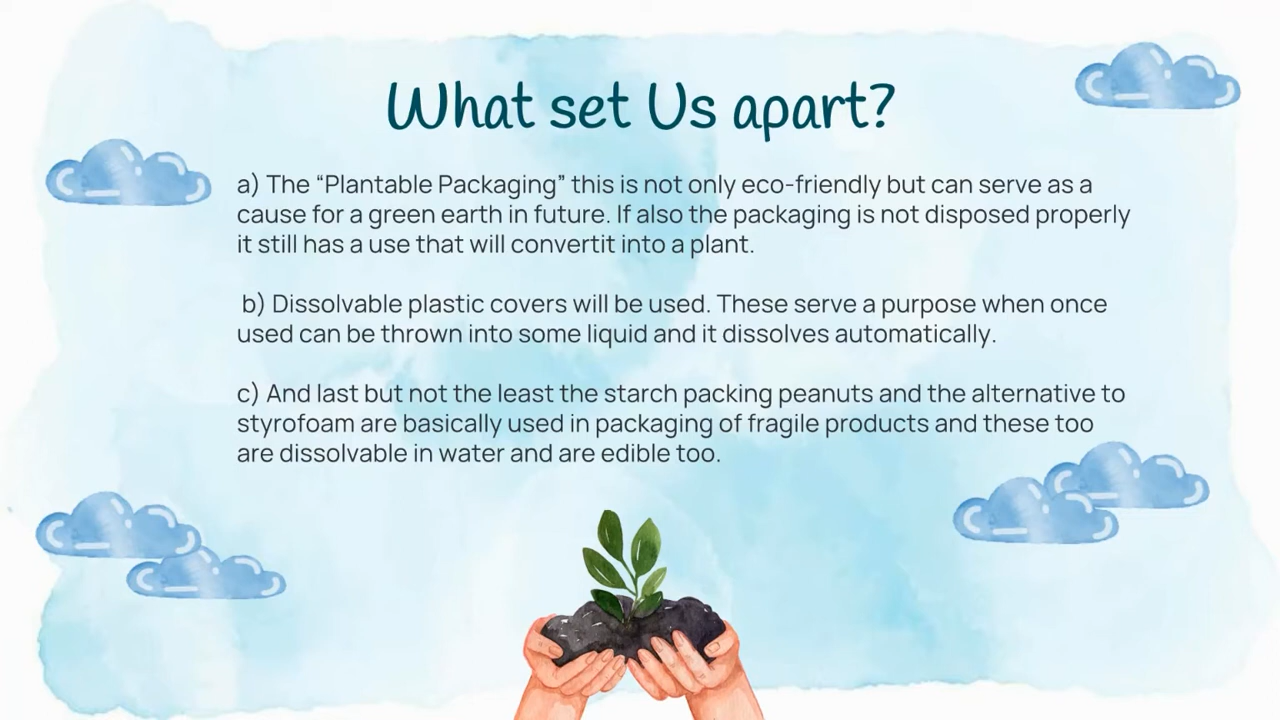 What set Us apart?
a) The “Plantable Packaging” this is not only eco-friendly but can serve as a
cause for a green earth in future. If also the packaging is not disposed properly
it still has a use that will convertit into a plant.
b) Dissolvable plastic covers will be used. These serve a purpose when once
used can be thrown into some liquid and it dissolves automatically.
c) And last but not the least the starch packing peanuts and the alternative to
styrofoam are basically used in packaging of fragile products and these too
are dissolvable in water and are edible too.